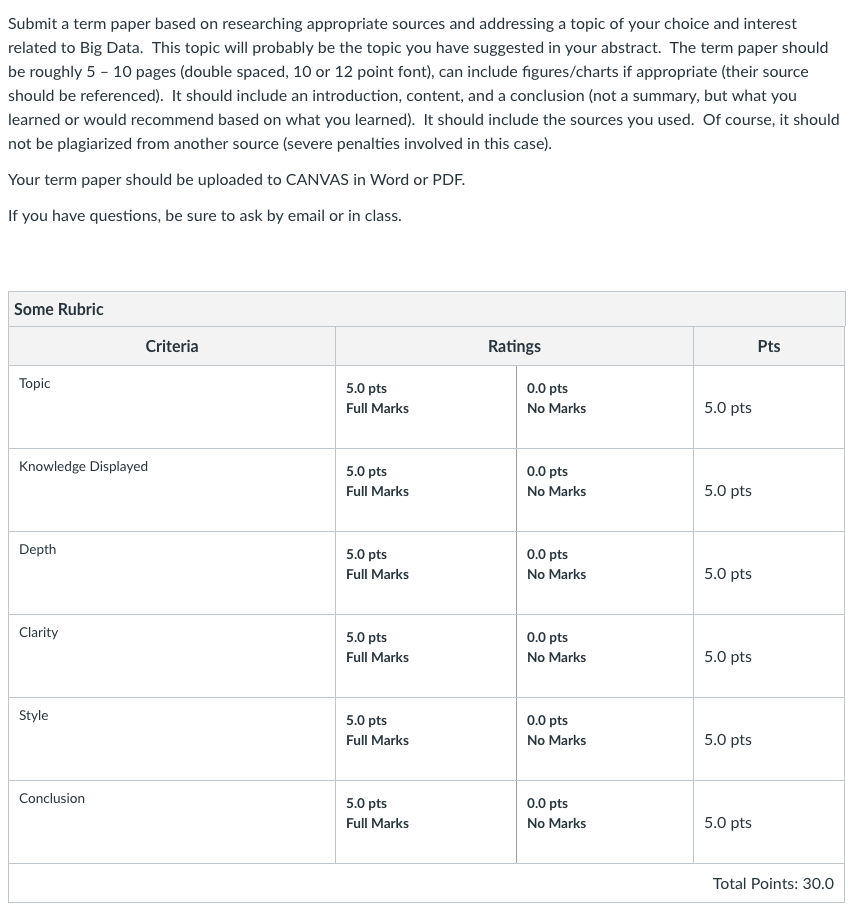 Submit a term paper based on researching appropriate sources and addressing a topic of your choice and interest
related to Big Data.  This topic will probably be the topic you have suggested in your abstract.  The term paper should
be roughly 5 – 10 pages (double spaced, 10 or 12 point font), can include figures/charts if appropriate (their source
should be referenced).  It should include an introduction, content, and a conclusion (not a summary, but what you
learned or would recommend based on what you learned).  It should include the sources you used.  Of course, it should
not be plagiarized from another source (severe penalties involved in this case).
Your term paper should be uploaded to CANVAS in Word or PDF.
If you have questions, be sure to ask by email or in class.
Some Rubric
Criteria Ratings Pts
Topic
5.0 pts 0.0 pts
Full Marks No Marks
5.0 pts
Knowledge Displayed
5.0 pts 0.0 pts
Full Marks No Marks
5.0 pts
Depth
5.0 pts 0.0 pts
Full Marks No Marks
5.0 pts
Clarity
5.0 pts 0.0 pts
Full Marks No Marks
5.0 pts
Style
5.0 pts 0.0 pts
Full Marks No Marks
5.0 pts
Conclusion
5.0 pts 0.0 pts
Full Marks No Marks
5.0 pts
Total Points: 30.0